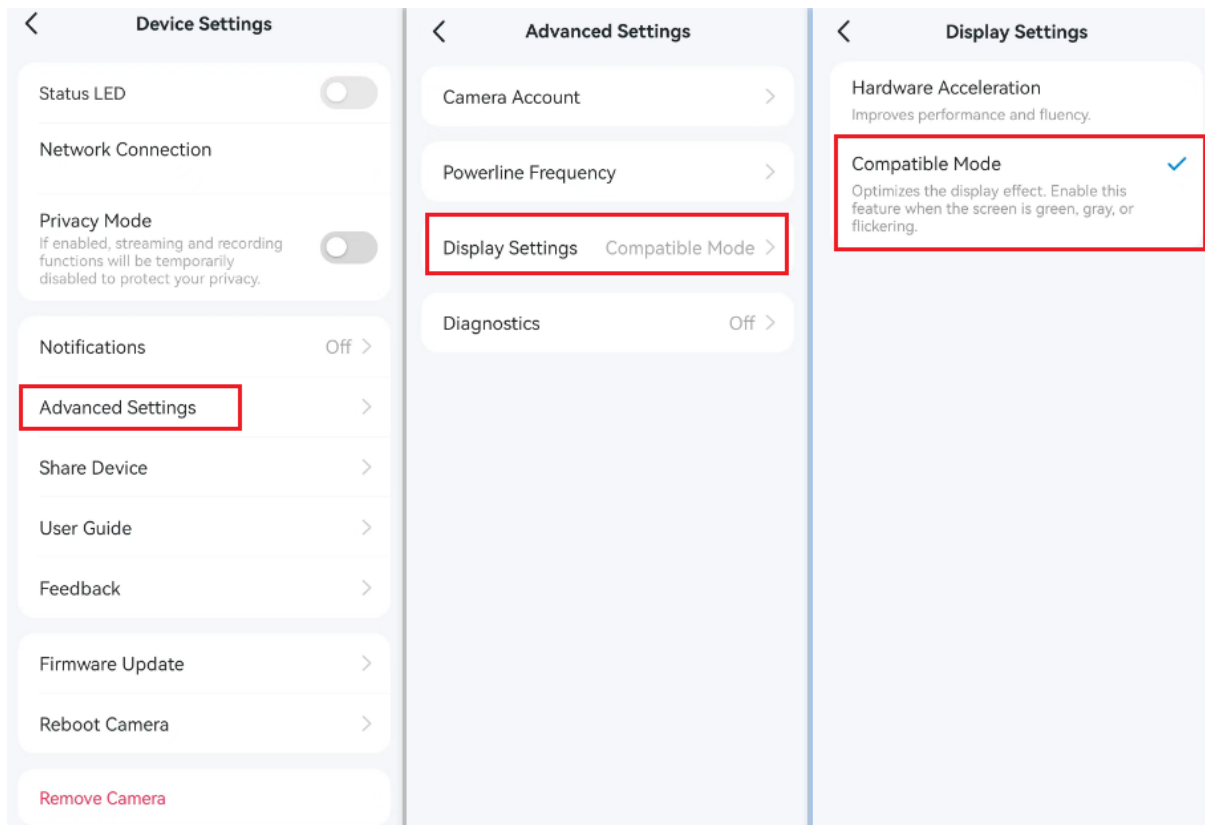 Device Settings
Status LED
Network Connection
Privacy Mode
If enabled, streaming and recording
functions will be temporarily
disabled to protect your privacy.
Notifications Off
Advanced Settings
Share Device
User Guide
Feedback
Firmware Update
Reboot Camera
Remove Camera
Advanced Settings
Camera Account
Powerline Frequency
Display Settings Compatible Mode
Diagnostics Off
Display Settings
Hardware Acceleration
Improves performance and fluency.
Compatible Mode
Optimizes the display effect. Enable this
feature when the screen is green, gray, or
flickering.